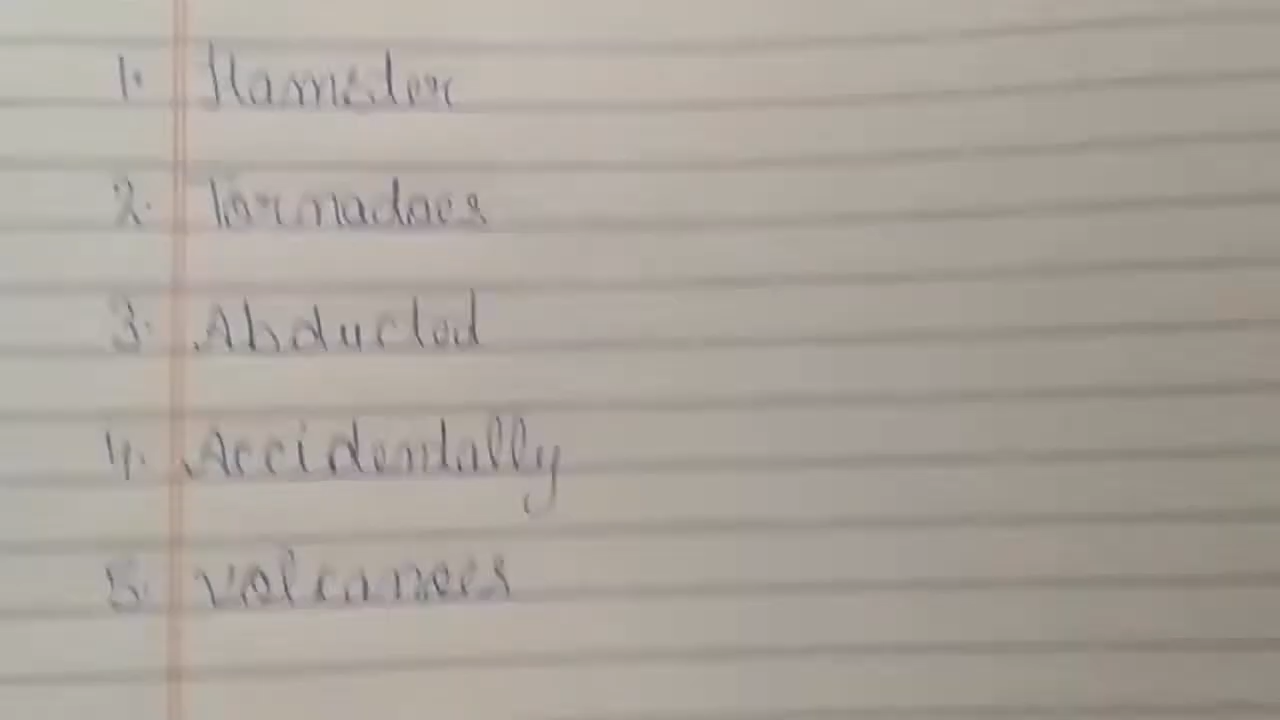 1. Hamster
2. Tornadoes
3. Abducted
4. Accidentally
5. Volcanoes